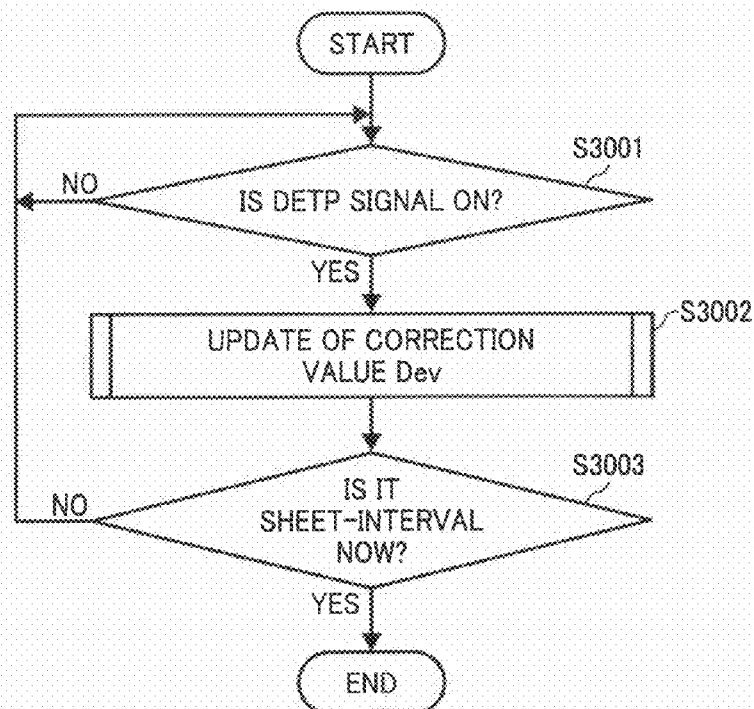 START
S3001
NO
IS DETP SIGNAL ON?
YES
S3002
UPDATE OF CORRECTION
VALUE Dev
S3003
NO
IS IT
SHEET-INTERVAL
NOW?
YES
END